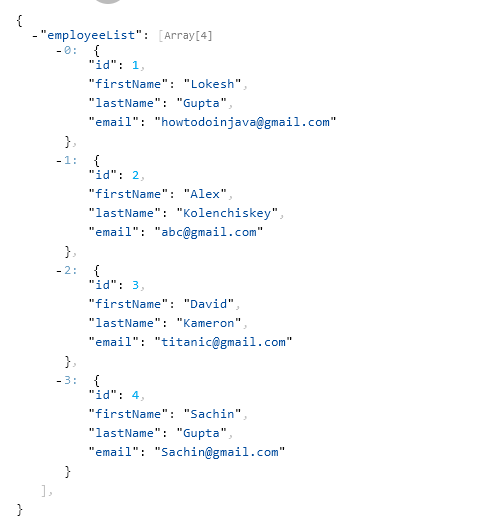 {
-"employeeList": [Array[4]
-0: {
"id": 1,
"firstName": "Lokesh",
"lastName": "Gupta",
"email": "howtodoinjava@gmail.com"
},
-1: {
"id": 2,
"firstName": "Alex",
"lastName": "Kolenchiskey",
"email": "abc@gmail.com"
},
-2: {
"id": 3,
"firstName": "David",
"lastName": "Kameron",
"email": "titanic@gmail.com"
},
-3: {
"id": 4,
"firstName": "Sachin",
"lastName": "Gupta",
"email": "Sachin@gmail.com"
}
],
}